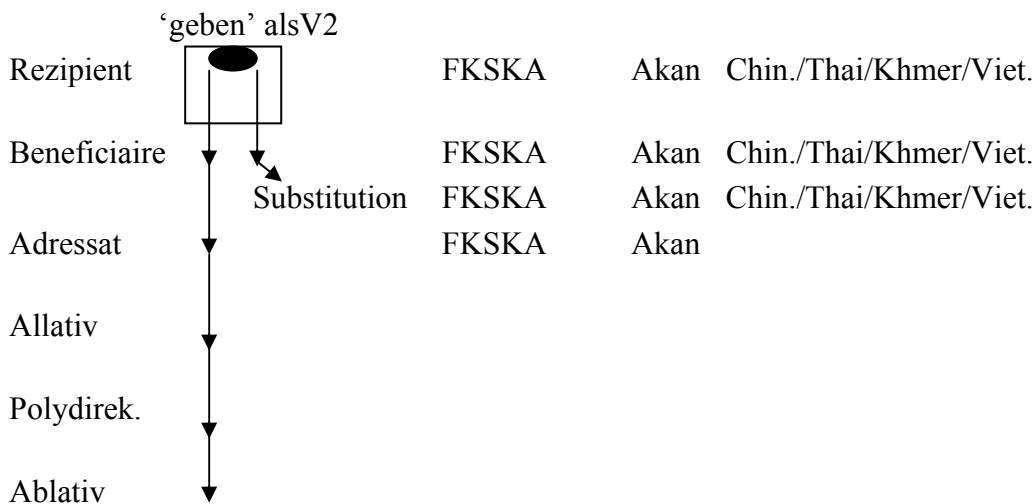 ‘geben’ alsV2
Rezipient FKSKA Akan Chin./Thai/Khmer/Viet.
Beneficiaire FKSKA Akan Chin./Thai/Khmer/Viet.
Substitution FKSKA Akan Chin./Thai/Khmer/Viet.
Adressat FKSKA Akan
Allativ
Polydirek.
Ablativ